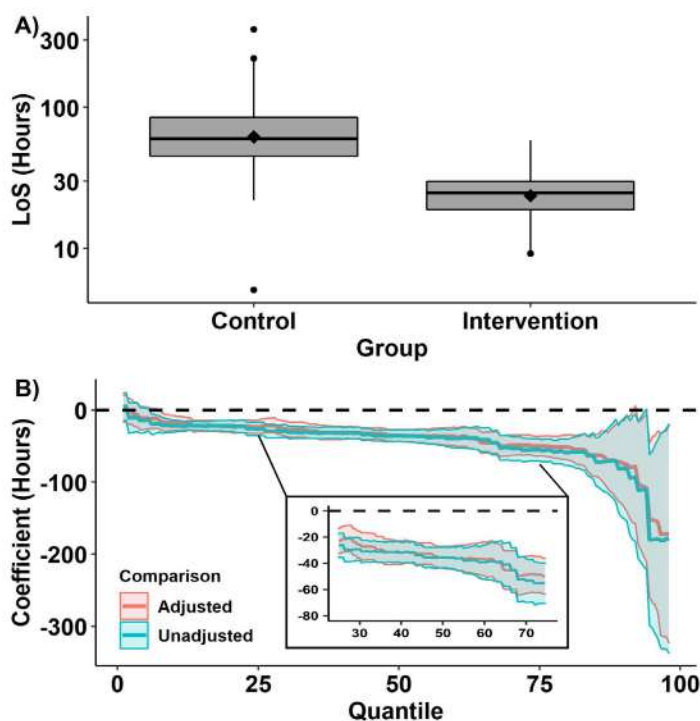 A)
300
100
30
10
LoS (Hours)
Control
Intervention
Group
B)
0
-100
-200
-300
Coefficient (Hours)
Comparison
Adjusted
Unadjusted
0
-20
-40
-60
-80
30 40 50 60 70
0 25 50 75 100
Quantile